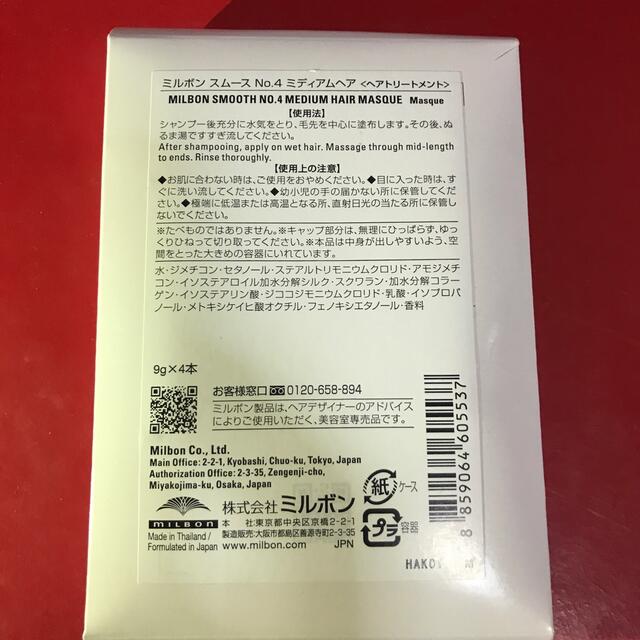 ミルボン スムース No.4 ミディアムヘア <ヘアトリートメント>
MILBON SMOOTH NO.4 MEDIUM HAIR MASQUE Masque
【使用法】
シャンプー後充分に水気をとり、毛先を中心に塗布します。その後、ぬ
るま湯ですすぎ流してください。
After shampooing, apply on wet hair. Massage through mid-length
to ends. Rinse thoroughly.
【使用上の注意】
◆お肌に合わない時は、ご使用をおやめください。◆目に入った時は、す
ぐに洗い流してください。◆幼小児の手の届かない所に保管してくだ
さい。◆極端に低温または高温となる所、直射日光の当たる所に保管し
ないでください。
※たべものではありません。※キャップ部分は、無理にひっぱらず、ゆっ
くりひねって切り取ってください。※本品は中身が出しやすいよう、空
間をとった大きめの容器にいれています。
水・ジメチコン・セタノール・ステアルトリモニウムクロリド・アモジメチ
コン・イソステアロイル加水分解シルク・スクワラン・加水分解コラー
ゲン・イソステアリン酸・ジココジモニウムクロリド・乳酸・イソプロパ
ノール・メトキシケイヒ酸オクチル・フェノキシエタノール・香料
9g×4本
お客様窓口 0120-658-894
ミルボン製品は、ヘアデザイナーのアドバイス
によりご使用いただく、美容室専売品です。
Milbon Co., Ltd.
Main Office: 2-2-1, Kyobashi, Chuo-ku, Tokyo, Japan
Authorization Office: 2-3-35, Zengenji-cho,
Miyakojima-ku, Osaka, Japan
MILBON
株式会社 ミルボン
本 社:東京都中央区京橋2-2-1
製造販売:大阪市都島区善源寺町2-3-35
www.milbon.com JPN
Made in Thailand /
Formulated in Japan
紙 ケース
プラ 容器
8 859064 605537